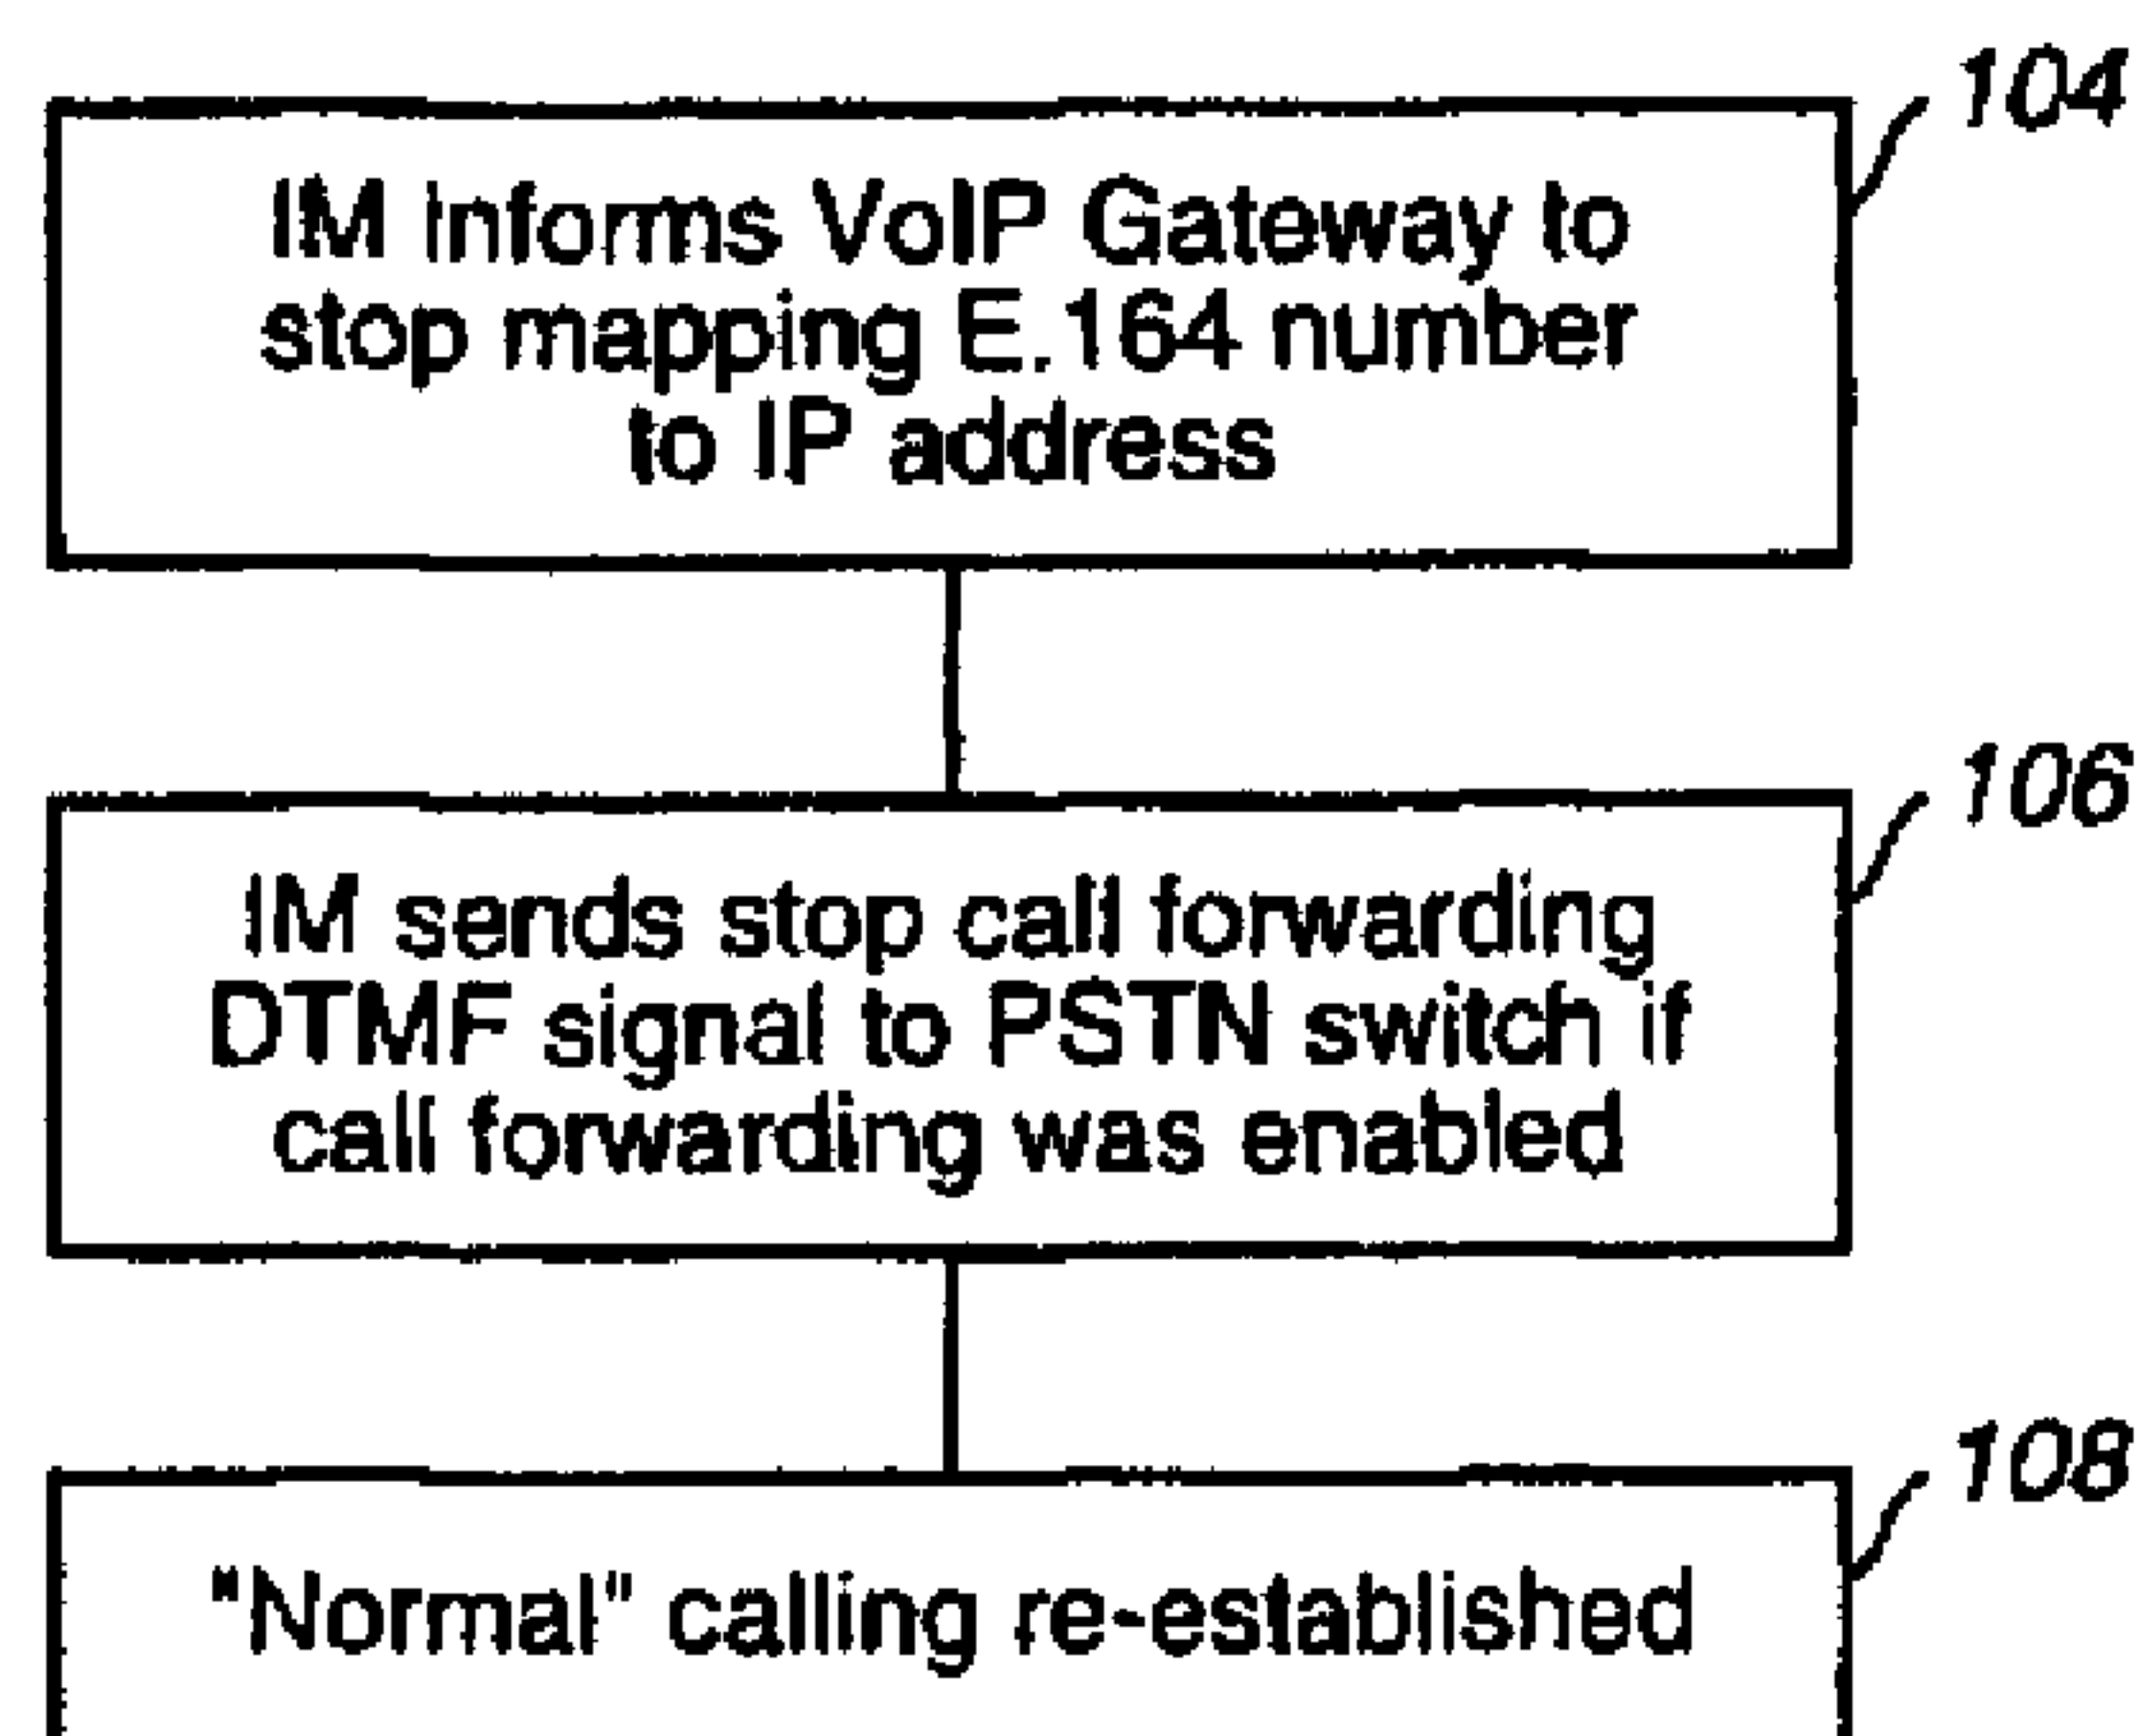 104
IM informs VoIP Gateway to
stop mapping E.164 number
to IP address
106
IM sends stop call forwarding
DTMF signal to PSTN switch if
call forwarding was enabled
108
"Normal" calling re-established